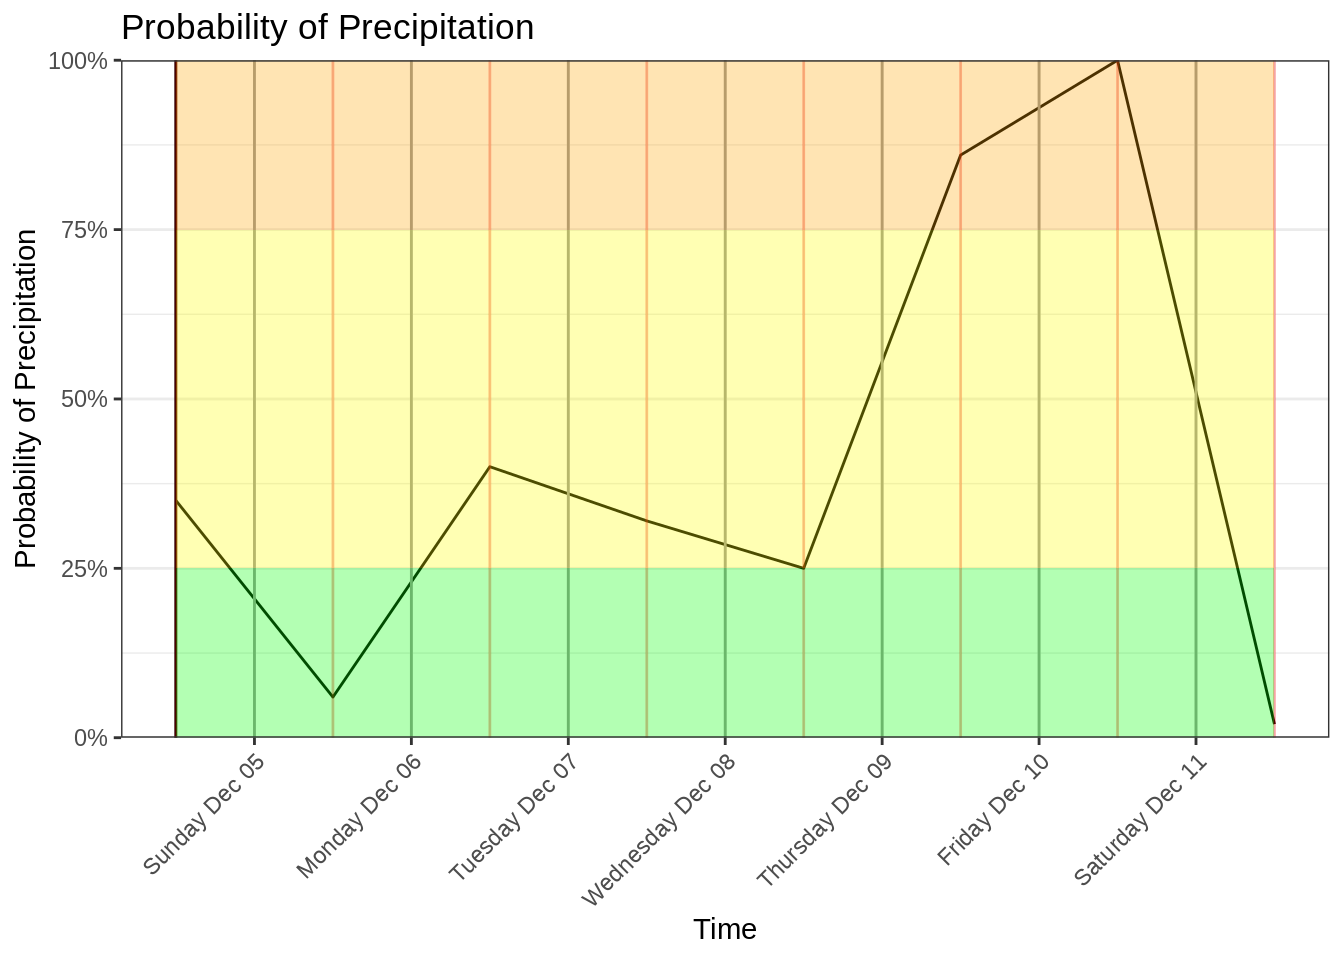 Probability of Precipitation
Probability of Precipitation
100%
75%
50%
25%
0%
Sunday Dec 05
Monday Dec 06
Tuesday Dec 07
Wednesday Dec 08
Thursday Dec 09
Friday Dec 10
Saturday Dec 11
Time